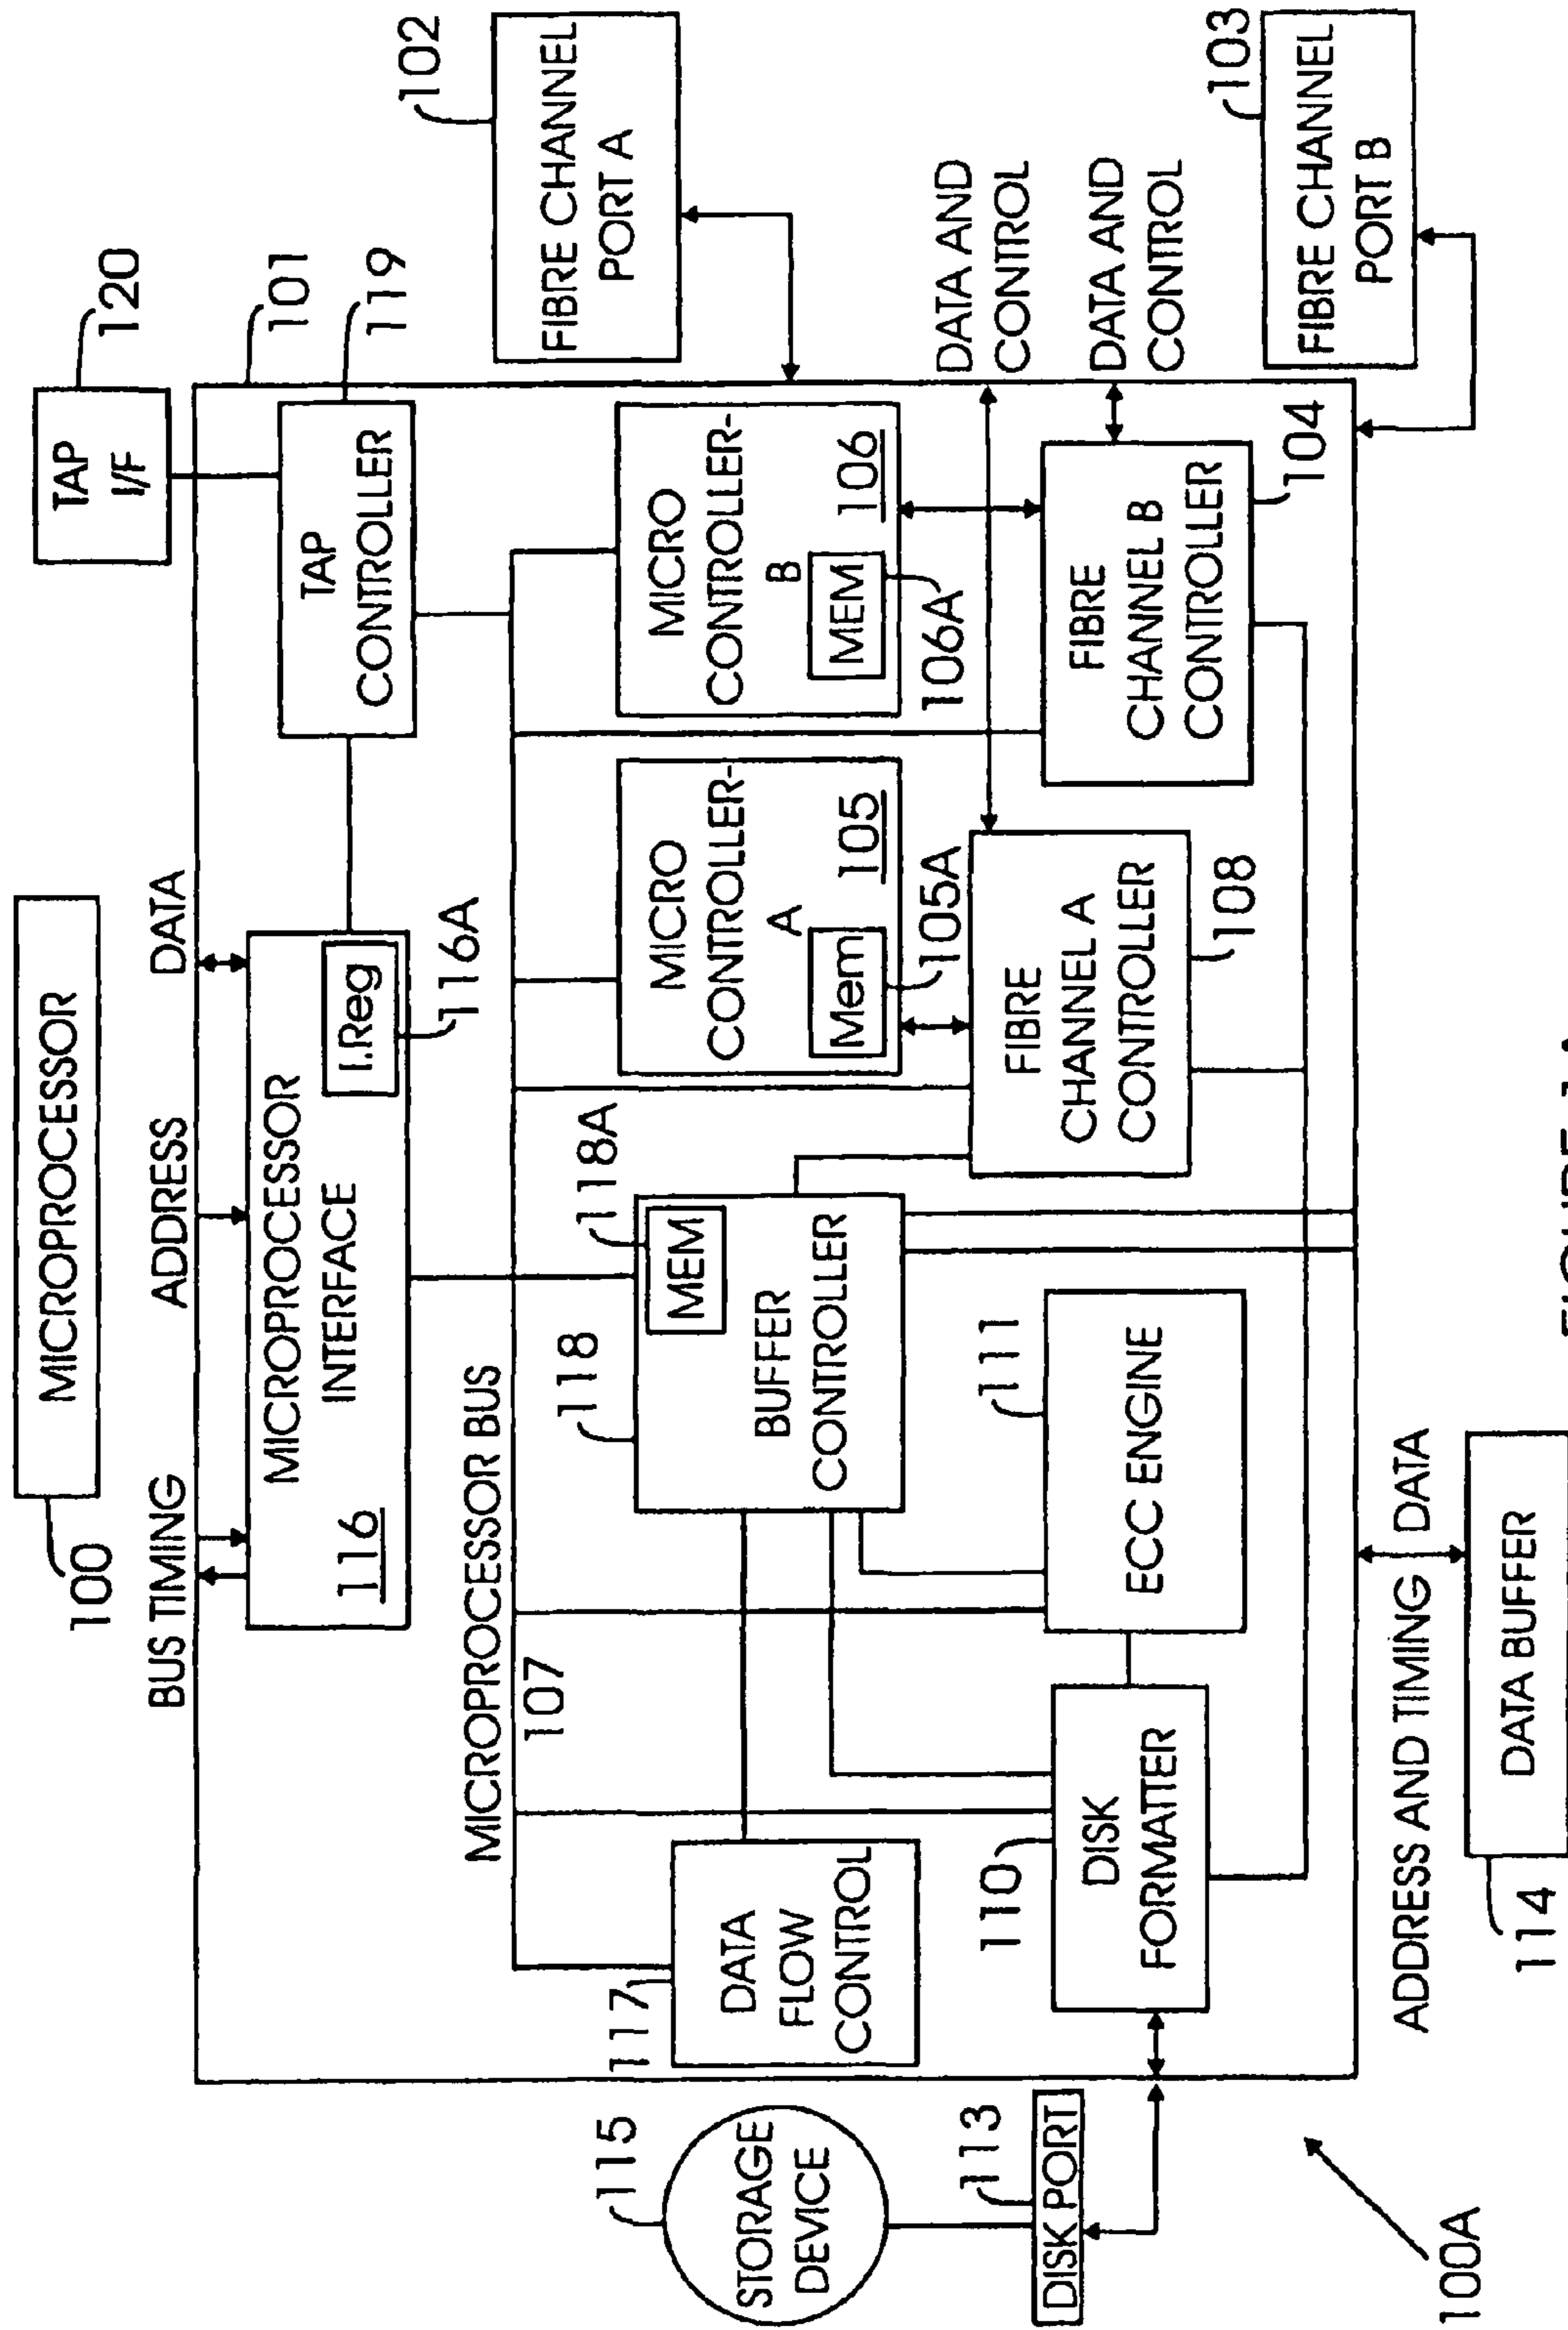 MICROPROCESSOR
100
BUS TIMING
ADDRESS
DATA
TAP
I/F
120
101
MICROPROCESSOR
INTERFACE
116
I.Reg
116A
TAP
CONTROLLER
119
FIBRE CHANNEL
PORT A
102
MICROPROCESSOR BUS
107
117
DATA
FLOW
CONTROL
118
118A
MEM
BUFFER
CONTROLLER
MICRO
CONTROLLER-
A
Mem
105
105A
MICRO
CONTROLLER-
B
MEM
106
106A
DATA AND
CONTROL
DATA AND
CONTROL
115
STORAGE
DEVICE
113
DISK PORT
110
DISK
FORMATTER
111
ECC ENGINE
FIBRE
CHANNEL A
CONTROLLER
108
FIBRE
CHANNEL B
CONTROLLER
104
103
FIBRE CHANNEL
PORT B
ADDRESS AND TIMING
DATA
DATA BUFFER
114
100A
FIGURE 1A